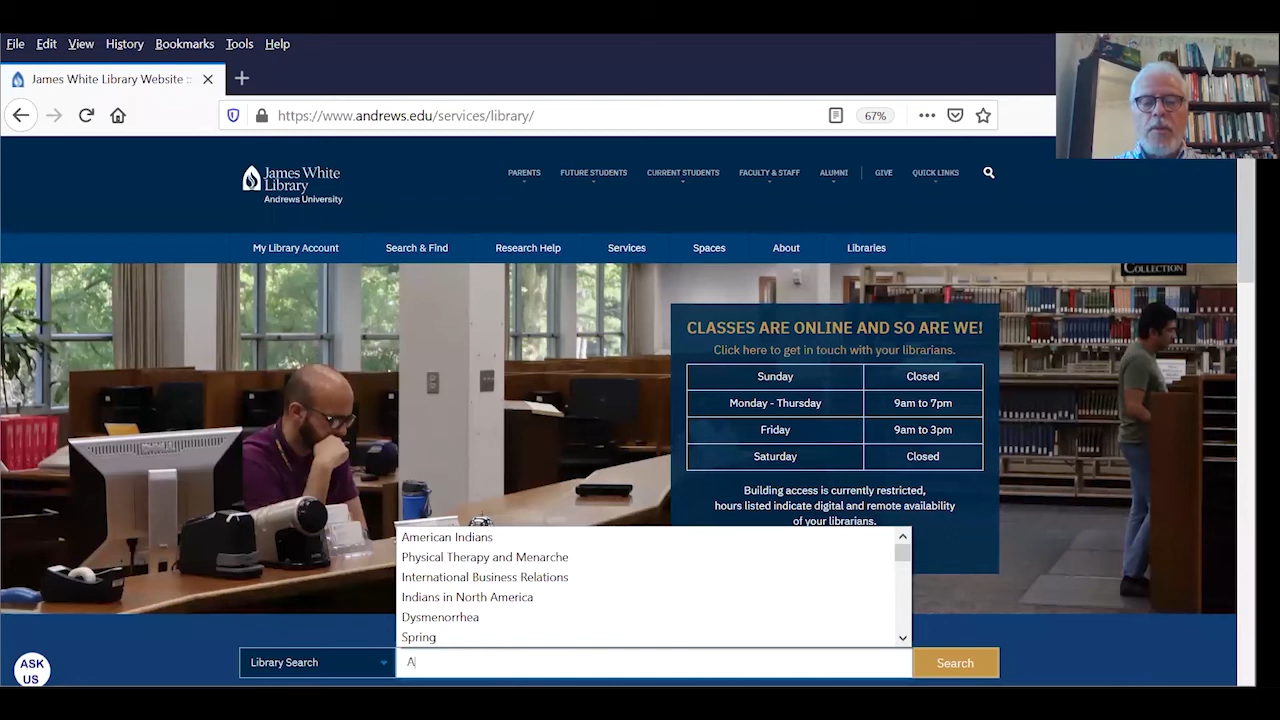 File Edit View History Bookmarks Tools Help
James White Library Website ::
https://www.andrews.edu/services/library/
67%
James White
Library
Andrews University
PARENTS FUTURE STUDENTS CURRENT STUDENTS FACULTY & STAFF ALUMNI GIVE QUICK LINKS
My Library Account Search & Find Research Help Services Spaces About Libraries
COLLECTION
CLASSES ARE ONLINE AND SO ARE WE!
Click here to get in touch with your librarians.
Sunday Closed
Monday - Thursday 9am to 7pm
Friday 9am to 3pm
Saturday Closed
Building access is currently restricted,
hours listed indicate digital and remote availability
of your librarians.
American Indians
Physical Therapy and Menarche
International Business Relations
Indians in North America
Dysmenorrhea
Spring
ASK
US
Library Search A Search